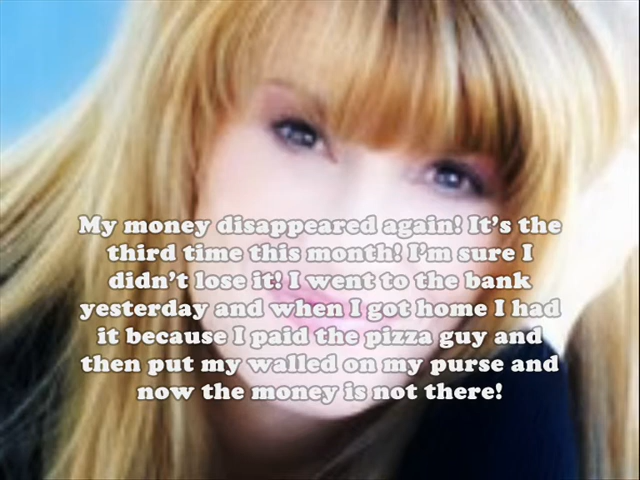 My money disappeared again! It's the
third time this month! I'm sure I
didn't lose it! I went to the bank
yesterday and when I got home I had
it because I paid the pizza guy and
then put my walled on my purse and
now the money is not there!